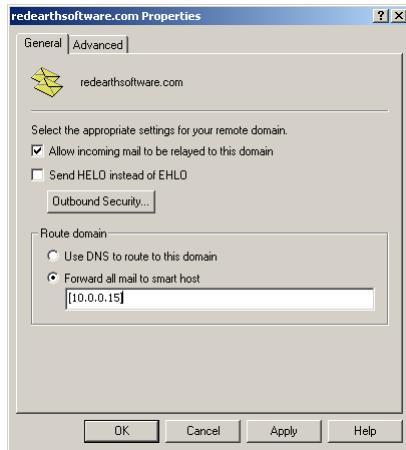 redearthsoftware.com Properties
General Advanced
redearthsoftware.com
Select the appropriate settings for your remote domain.
Allow incoming mail to be relayed to this domain
Send HELO instead of EHLO
Outbound Security...
Route domain
Use DNS to route to this domain
Forward all mail to smart host
[10.0.0.15]
OK Cancel Apply Help